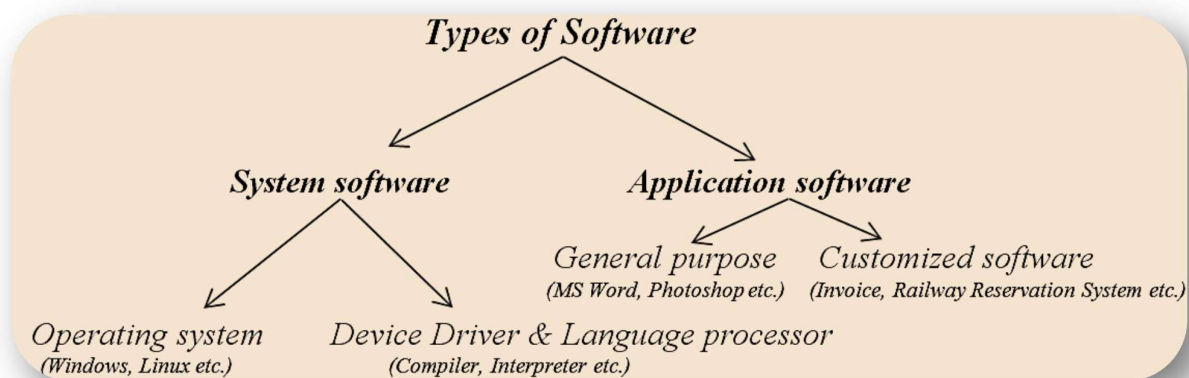 Types of Software
System software
Application software
General purpose
(MS Word, Photoshop etc.)
Customized software
(Invoice, Railway Reservation System etc.)
Operating system
(Windows, Linux etc.)
Device Driver & Language processor
(Compiler, Interpreter etc.)